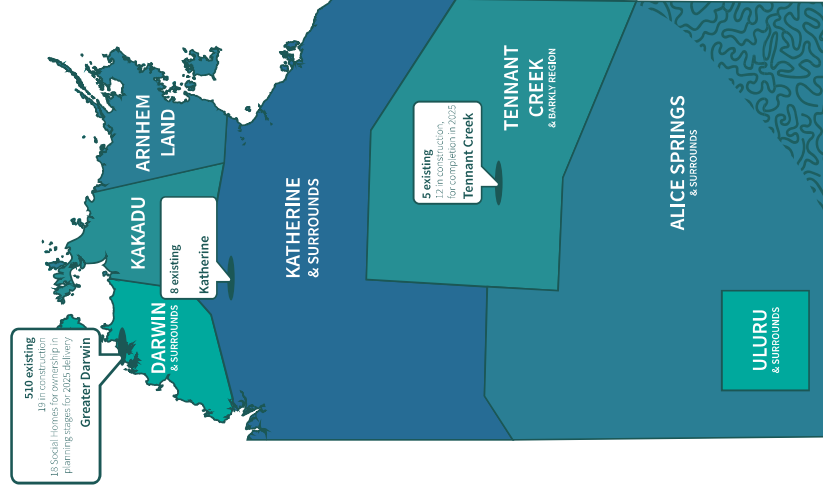 510 existing
19 in construction
18 Social Homes for ownership in
planning stages for 2025 delivery
Greater Darwin
DARWIN
& SURROUNDS
KAKADU
ARNHEM
LAND
8 existing
Katherine
KATHERINE
& SURROUNDS
5 existing
12 in construction,
for completion in 2025
Tennant Creek
TENNANT
CREEK
& BARKLY REGION
ALICE SPRINGS
& SURROUNDS
ULURU
& SURROUNDS